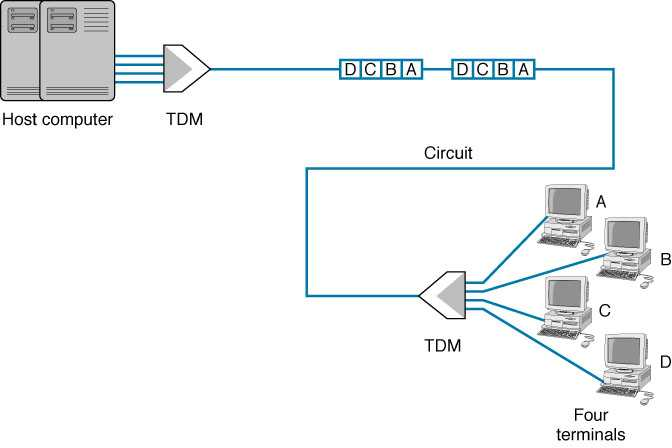 D C B A D C B A
Host computer
TDM
Circuit
A
B
C
TDM
D
Four
terminals